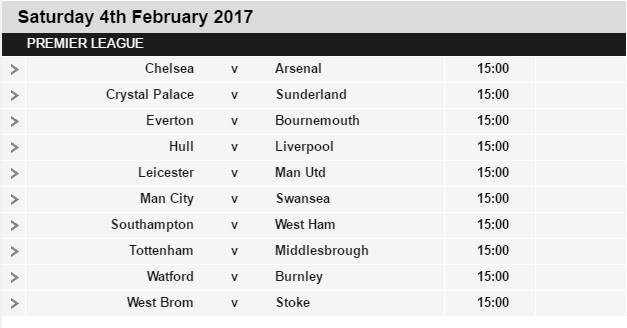 Saturday 4th February 2017
PREMIER LEAGUE
> Chelsea v Arsenal 15:00
> Crystal Palace v Sunderland 15:00
> Everton v Bournemouth 15:00
> Hull v Liverpool 15:00
> Leicester v Man Utd 15:00
> Man City v Swansea 15:00
> Southampton v West Ham 15:00
> Tottenham v Middlesbrough 15:00
> Watford v Burnley 15:00
> West Brom v Stoke 15:00